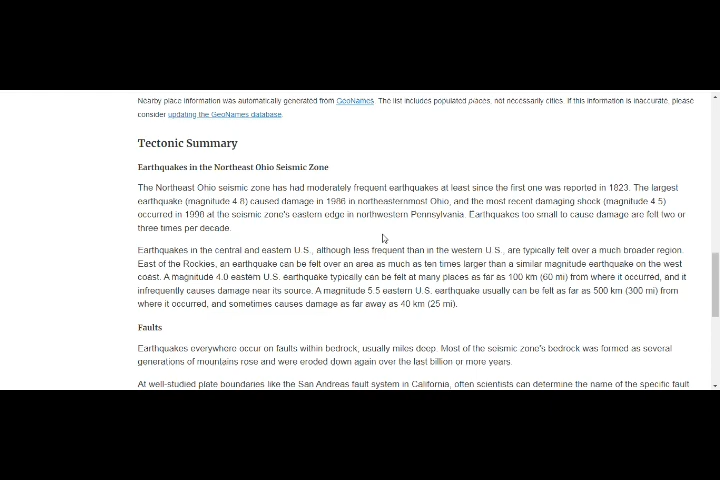 Nearby place information was automatically generated from GeoNames. The list includes populated places, not necessarily cities. If this information is inaccurate, please
consider updating the GeoNames database.
Tectonic Summary
Earthquakes in the Northeast Ohio Seismic Zone
The Northeast Ohio seismic zone has had moderately frequent earthquakes at least since the first one was reported in 1823. The largest
earthquake (magnitude 4.8) caused damage in 1986 in northeasternmost Ohio, and the most recent damaging shock (magnitude 4.5)
occurred in 1998 at the seismic zone's eastern edge in northwestern Pennsylvania. Earthquakes too small to cause damage are felt two or
three times per decade.
Earthquakes in the central and eastern U.S., although less frequent than in the western U.S., are typically felt over a much broader region.
East of the Rockies, an earthquake can be felt over an area as much as ten times larger than a similar magnitude earthquake on the west
coast. A magnitude 4.0 eastern U.S. earthquake typically can be felt at many places as far as 100 km (60 mi) from where it occurred, and it
infrequently causes damage near its source. A magnitude 5.5 eastern U.S. earthquake usually can be felt as far as 500 km (300 mi) from
where it occurred, and sometimes causes damage as far away as 40 km (25 mi).
Faults
Earthquakes everywhere occur on faults within bedrock, usually miles deep. Most of the seismic zone's bedrock was formed as several
generations of mountains rose and were eroded down again over the last billion or more years.
At well-studied plate boundaries like the San Andreas fault system in California, often scientists can determine the name of the specific fault